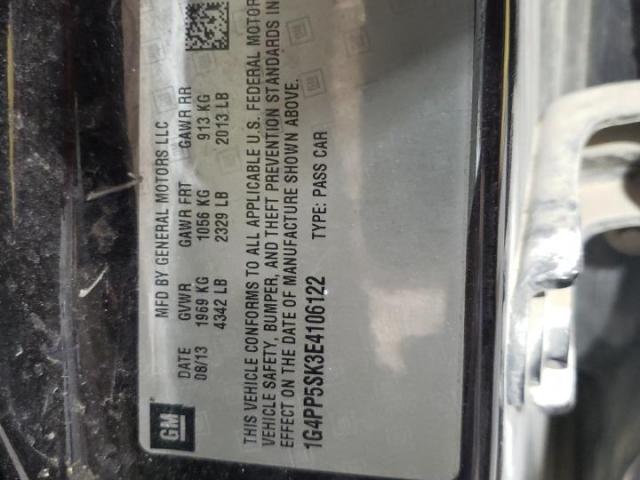 GM
MFD BY GENERAL MOTORS LLC
DATE GVWR GAWR FRT GAWR RR
08/13 1969 KG 1056 KG 913 KG
4342 LB 2329 LB 2013 LB
THIS VEHICLE CONFORMS TO ALL APPLICABLE U.S. FEDERAL MOTOR
VEHICLE SAFETY, BUMPER, AND THEFT PREVENTION STANDARDS IN
EFFECT ON THE DATE OF MANUFACTURE SHOWN ABOVE.
1G4PP5SK3E4106122 TYPE: PASS CAR